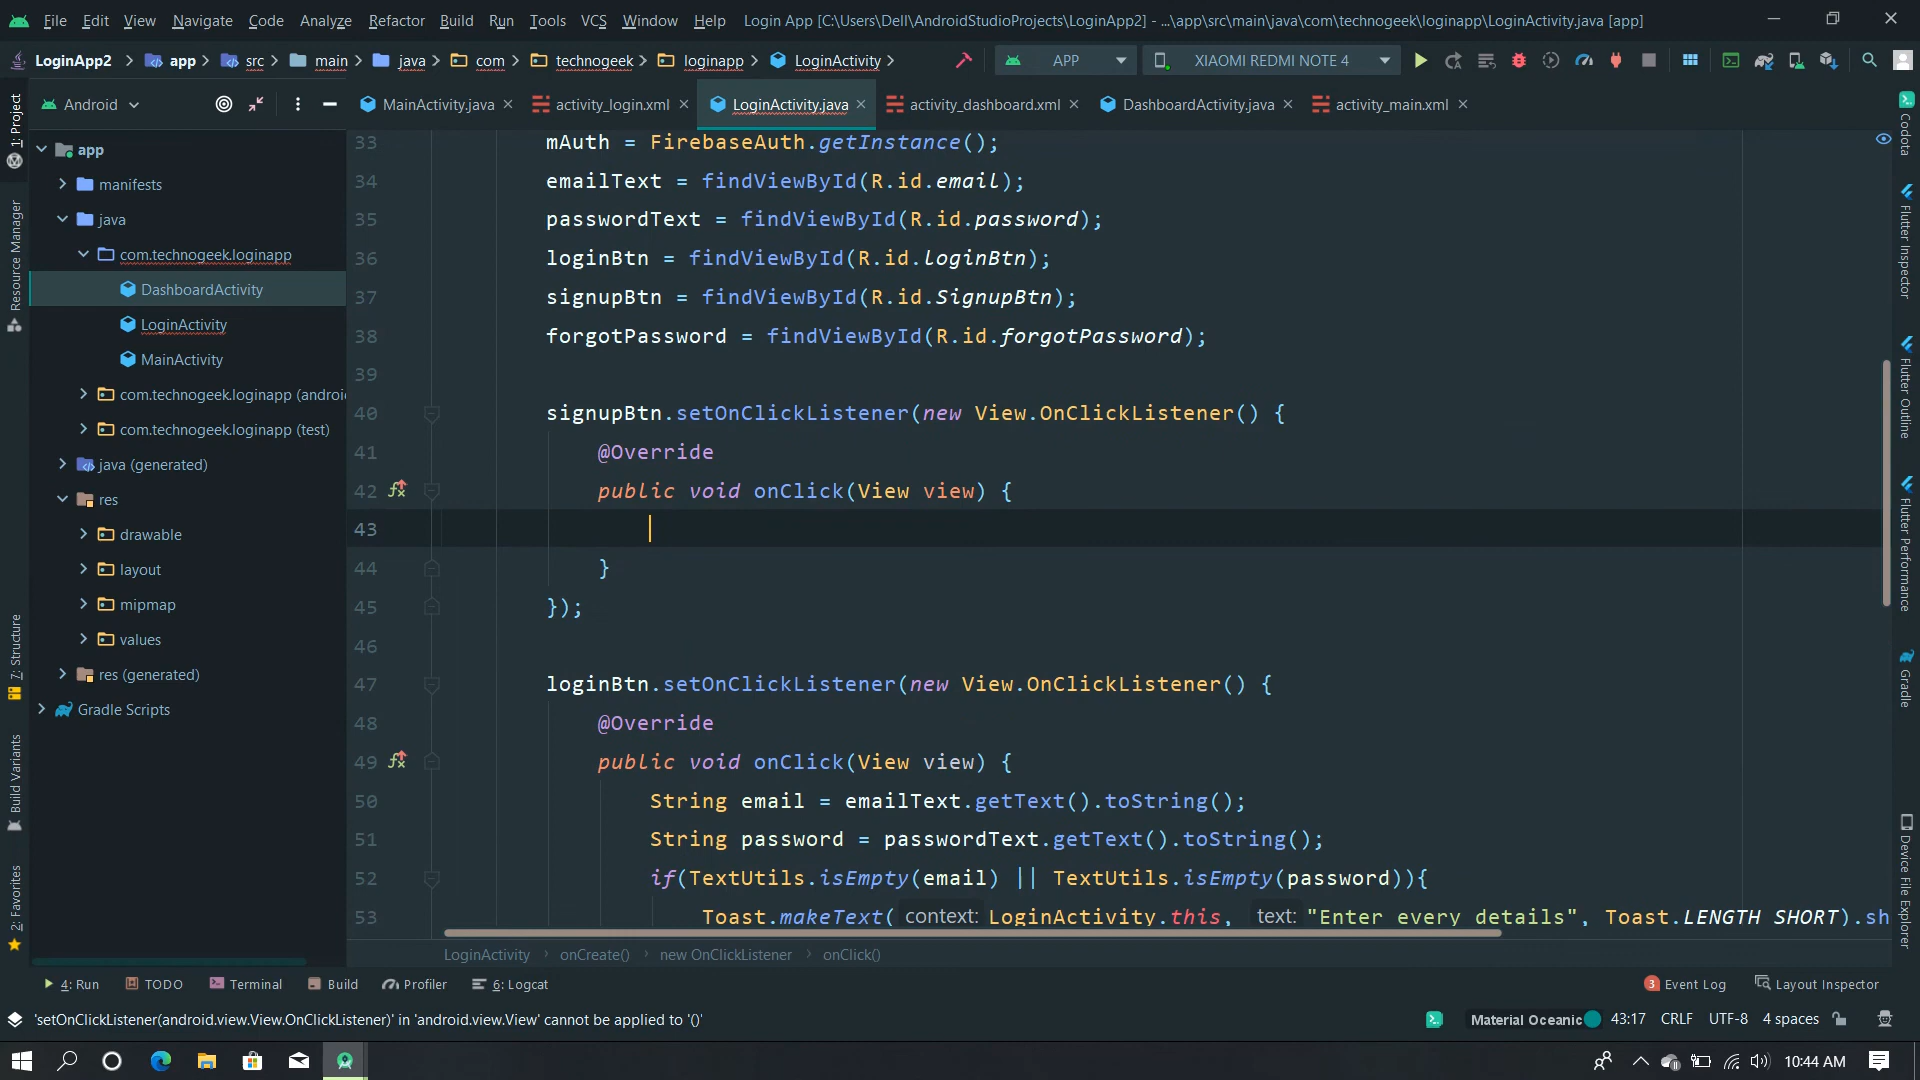 File Edit View Navigate Code Analyze Refactor Build Run Tools VCS Window Help Login App [C:\Users\Dell\AndroidStudioProjects\LoginApp2] - ...\app\src\main\java\com\technogeek\loginapp\LoginActivity.java [app]
LoginApp2 app src main java com technogeek loginapp LoginActivity APP XIAOMI REDMI NOTE 4
Android MainActivity.java activity_login.xml LoginActivity.java activity_dashboard.xml DashboardActivity.java activity_main.xml
1: Project
Resource Manager
7: Structure
Build Variants
2: Favorites
app
manifests
java
com.technogeek.loginapp
DashboardActivity
LoginActivity
MainActivity
com.technogeek.loginapp (androi
com.technogeek.loginapp (test)
java (generated)
res
drawable
layout
mipmap
values
res (generated)
Gradle Scripts
33 mAuth = FirebaseAuth.getInstance();
34 emailText = findViewById(R.id.email);
35 passwordText = findViewById(R.id.password);
36 loginBtn = findViewById(R.id.loginBtn);
37 signupBtn = findViewById(R.id.SignupBtn);
38 forgotPassword = findViewById(R.id.forgotPassword);
39
40 signupBtn.setOnClickListener(new View.OnClickListener() {
41 @Override
42 public void onClick(View view) {
43
44 }
45 });
46
47 loginBtn.setOnClickListener(new View.OnClickListener() {
48 @Override
49 public void onClick(View view) {
50 String email = emailText.getText().toString();
51 String password = passwordText.getText().toString();
52 if(TextUtils.isEmpty(email) || TextUtils.isEmpty(password)){
53 Toast.makeText( context: LoginActivity.this, text: "Enter every details", Toast.LENGTH_SHORT).sh
Codota
Flutter Inspector
Flutter Outline
Flutter Performance
Gradle
Device File Explorer
LoginActivity onCreate() new OnClickListener onClick()
4: Run TODO Terminal Build Profiler 6: Logcat 3 Event Log Layout Inspector
'setOnClickListener(android.view.View.OnClickListener)' in 'android.view.View' cannot be applied to '()' Material Oceanic 43:17 CRLF UTF-8 4 spaces
10:44 AM